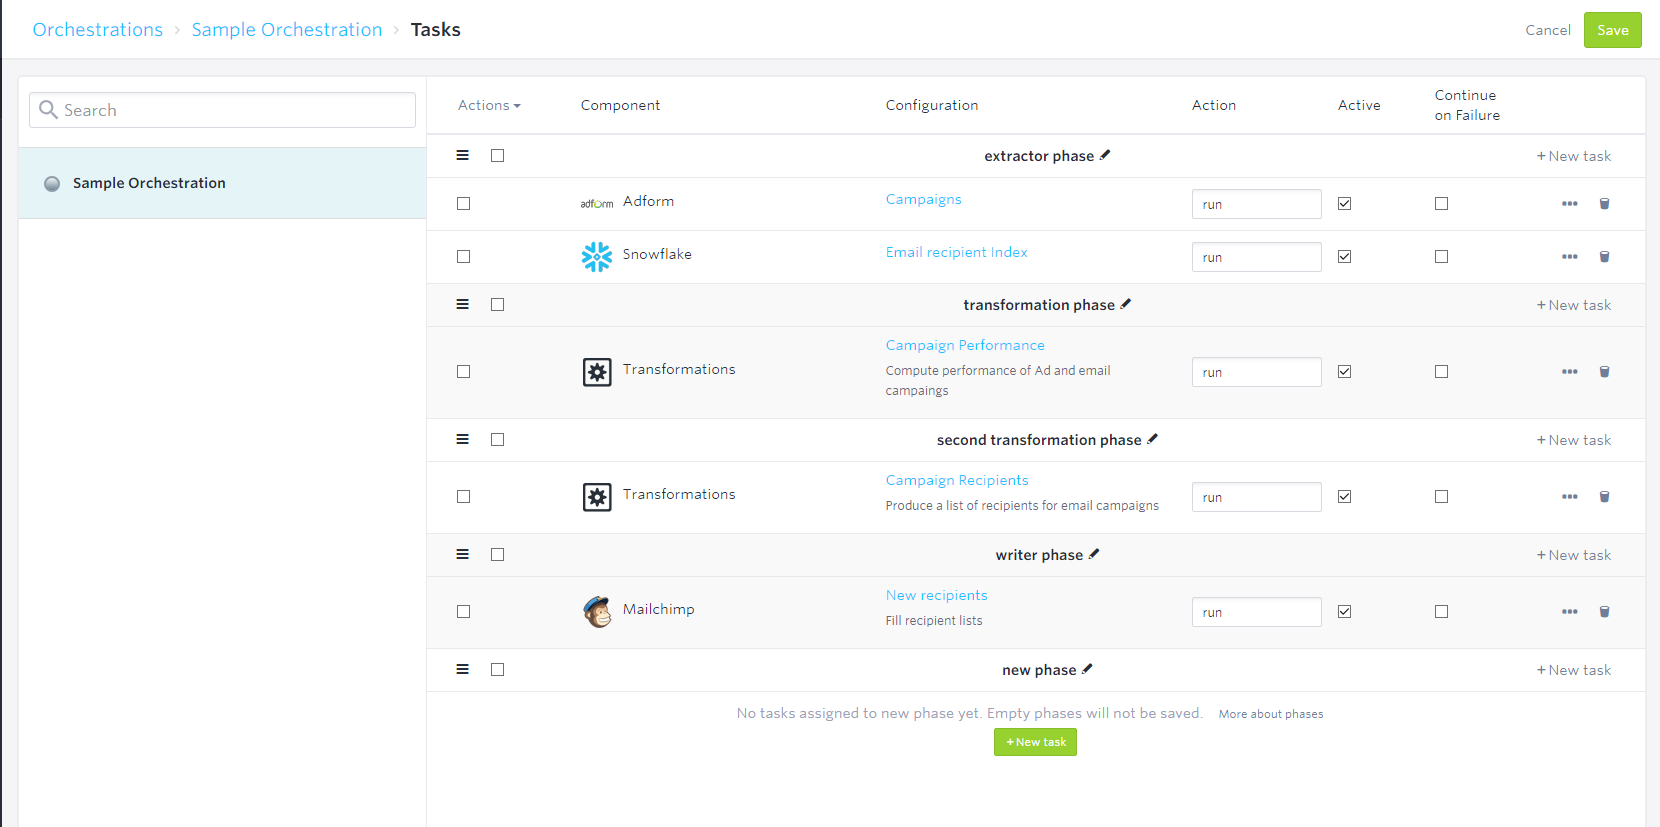 Orchestrations › Sample Orchestration › Tasks
Cancel
Save
Search
Sample Orchestration
Actions Component Configuration Action Active Continue
on Failure
extractor phase + New task
adform Adform Campaigns run
Snowflake Email recipient Index run
transformation phase + New task
Transformations Campaign Performance run
Compute performance of Ad and email
campaings
second transformation phase + New task
Transformations Campaign Recipients run
Produce a list of recipients for email campaigns
writer phase + New task
Mailchimp New recipients run
Fill recipient lists
new phase + New task
No tasks assigned to new phase yet. Empty phases will not be saved. More about phases
+ New task